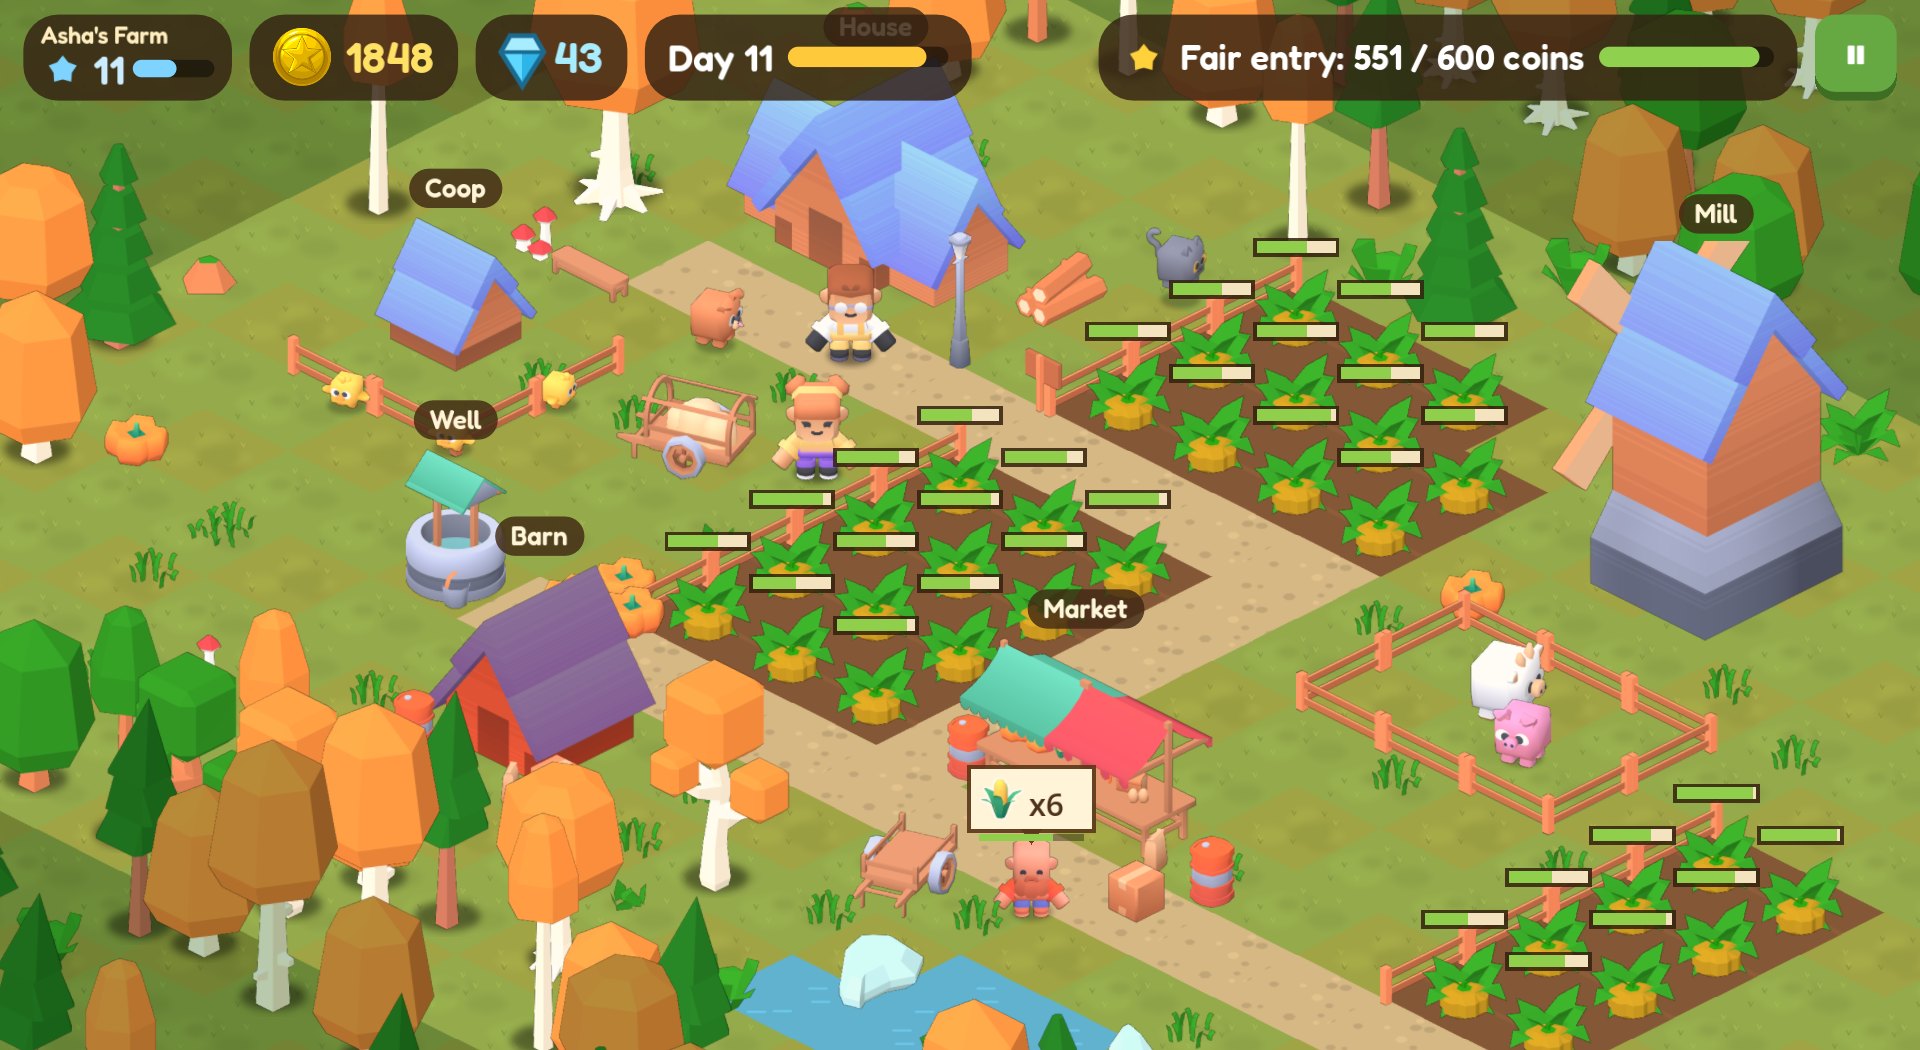 Asha's Farm
11
1848
43
Day 11
House
Fair entry: 551 / 600 coins
Coop
Mill
Well
Barn
Market
x6